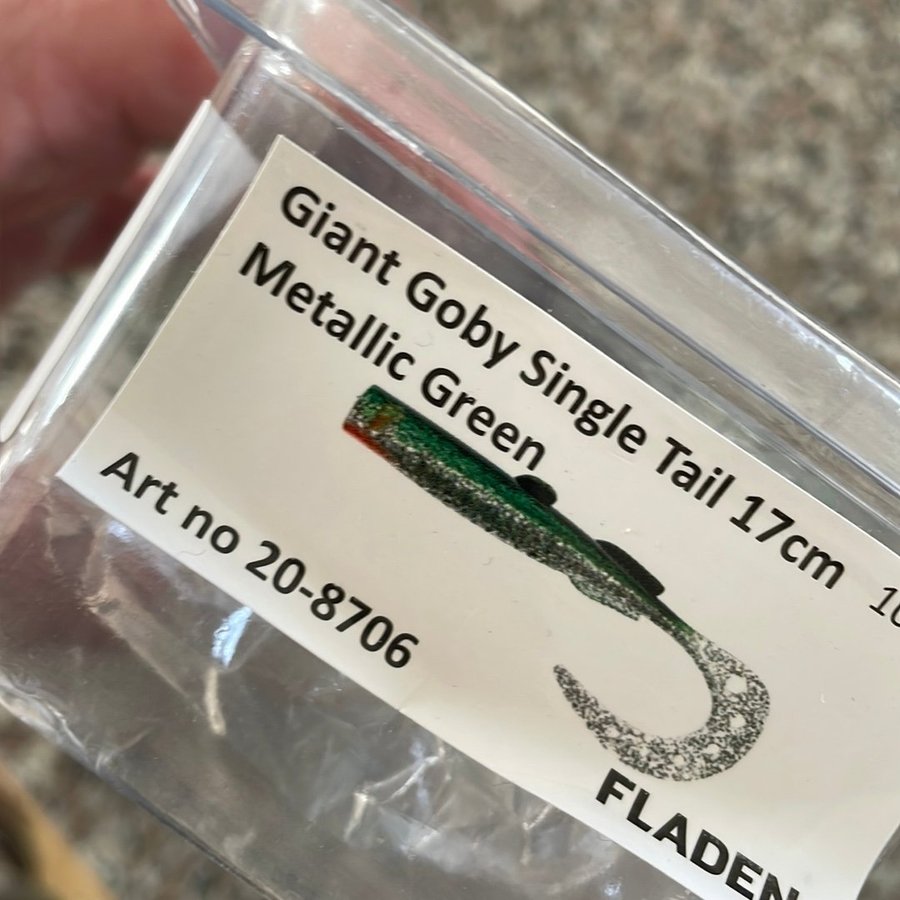 Giant Goby Single Tail 17cm
Metallic Green
Art no 20-8706
FLADEN